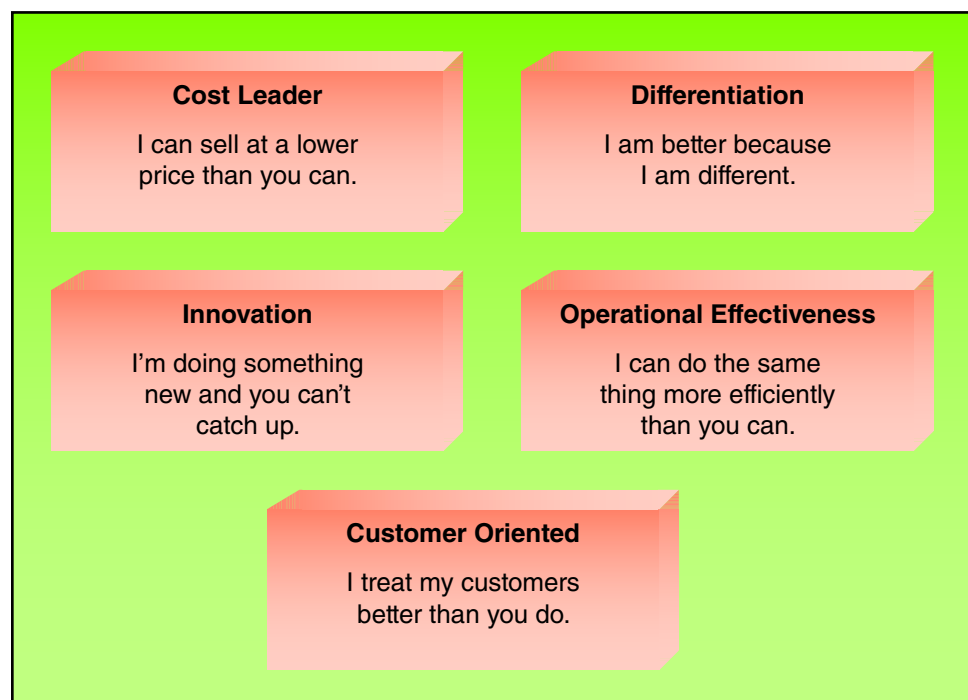 Cost Leader
I can sell at a lower
price than you can.
Differentiation
I am better because
I am different.
Innovation
I'm doing something
new and you can't
catch up.
Operational Effectiveness
I can do the same
thing more efficiently
than you can.
Customer Oriented
I treat my customers
better than you do.